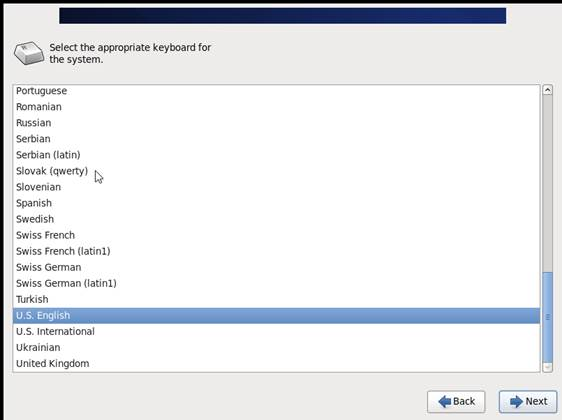 Select the appropriate keyboard for
the system.
Portuguese
Romanian
Russian
Serbian
Serbian (latin)
Slovak (qwerty)
Slovenian
Spanish
Swedish
Swiss French
Swiss French (latin1)
Swiss German
Swiss German (latin1)
Turkish
U.S. English
U.S. International
Ukrainian
United Kingdom
Back Next